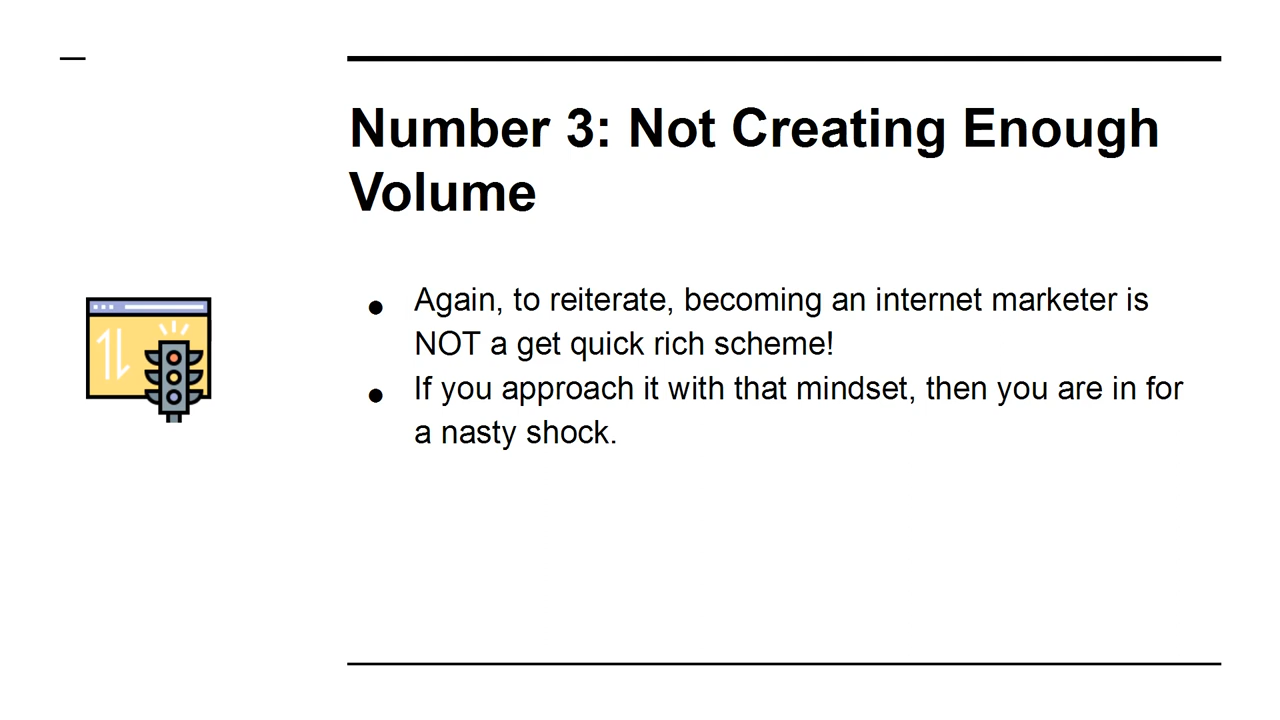 Number 3: Not Creating Enough
Volume
● Again, to reiterate, becoming an internet marketer is
NOT a get quick rich scheme!
● If you approach it with that mindset, then you are in for
a nasty shock.